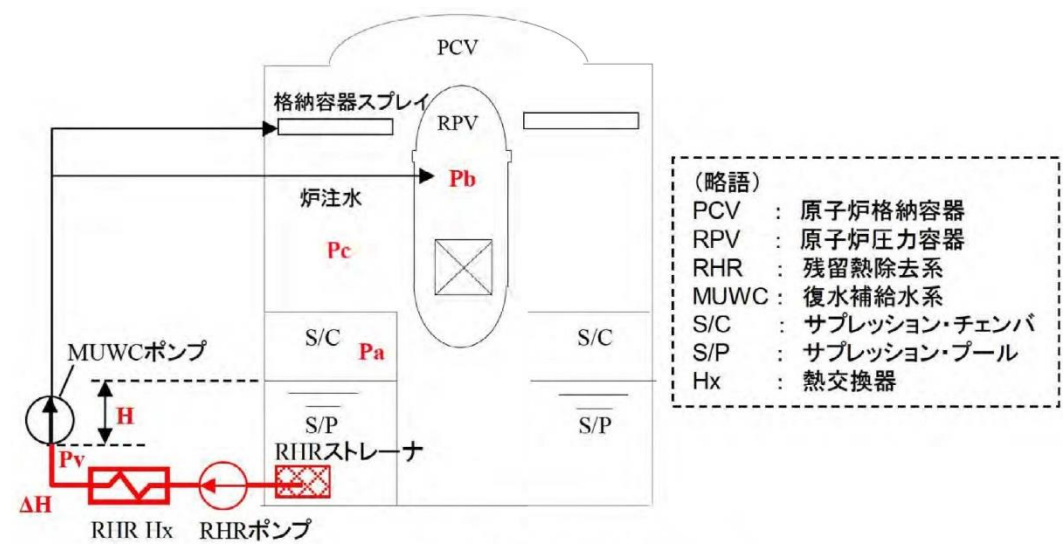 PCV
格納容器スプレイ
RPV
Pb
炉注水
Pc
S/C
Pa
S/C
MUWCポンプ
H
S/P
S/P
RHRストレーナ
Pv
ΔH
RHR Hx
RHRポンプ
(略語)
PCV : 原子炉格納容器
RPV : 原子炉圧力容器
RHR : 残留熱除去系
MUWC : 復水補給水系
S/C : サプレッション・チェンバ
S/P : サプレッション・プール
Hx : 熱交換器